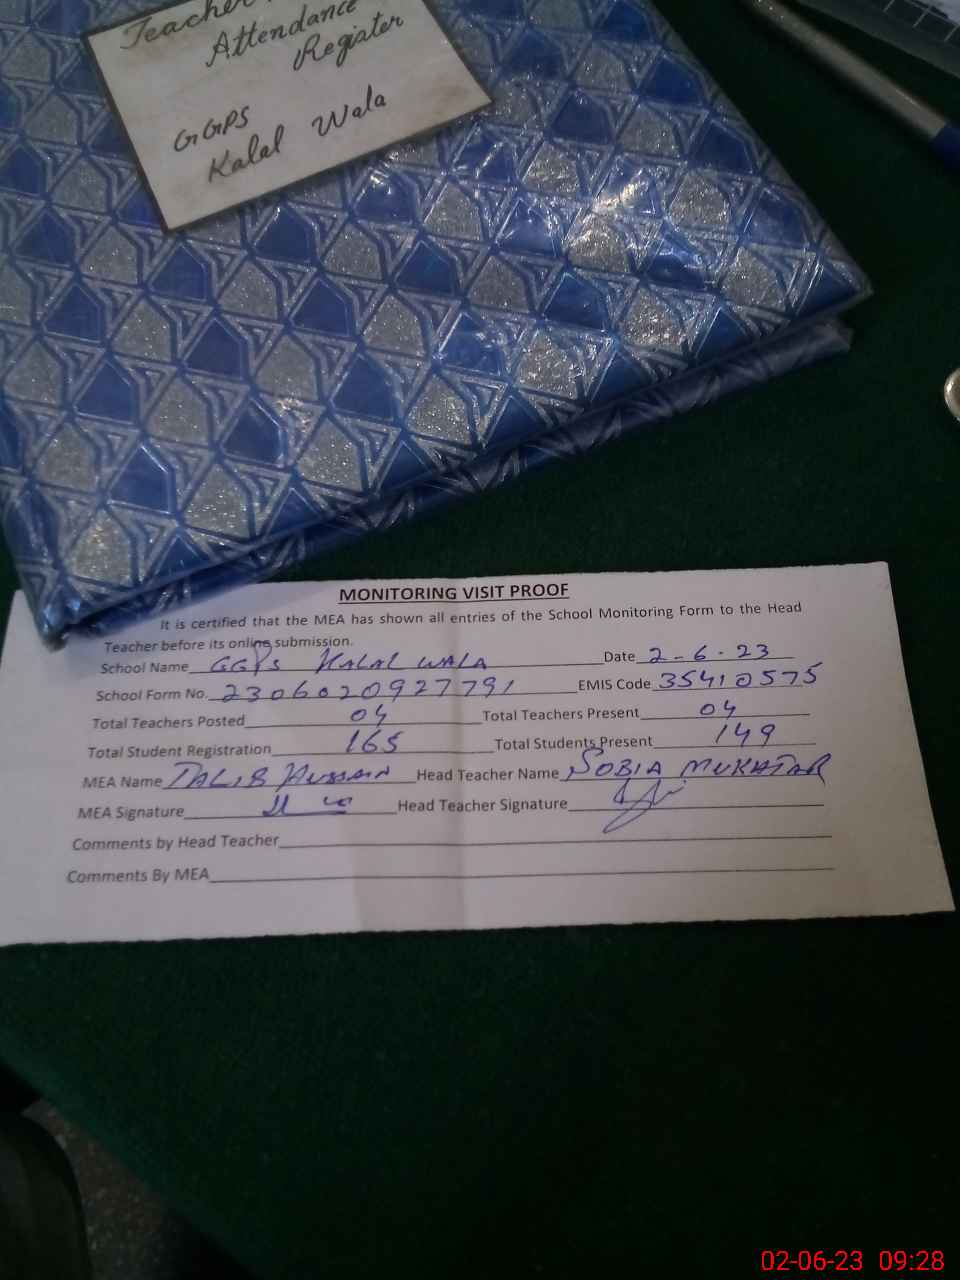 Teacher
Attendance
Register
GGPS
Kalal Wala
MONITORING VISIT PROOF
It is certified that the MEA has shown all entries of the School Monitoring Form to the Head
Teacher before its online submission.
School Name GGPS KALAL WALA Date 2-6-23
School Form No. 2306020927791 EMIS Code 35410575
Total Teachers Posted 04 Total Teachers Present 04
Total Student Registration 165 Total Students Present 149
MEA Name TALIB HUSSAIN Head Teacher Name SOBIA MUKHTAR
MEA Signature Head Teacher Signature
Comments by Head Teacher
Comments By MEA
02-06-23 09:28